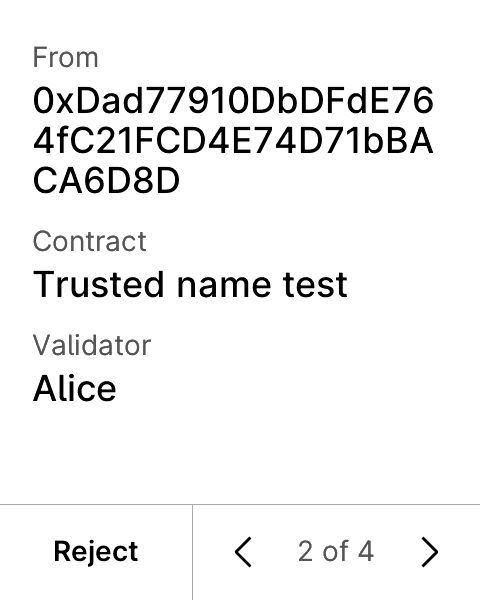 From
0xDad77910DbDFdE76
4fC21FCD4E74D71bBA
CA6D8D
Contract
Trusted name test
Validator
Alice
Reject
2 of 4